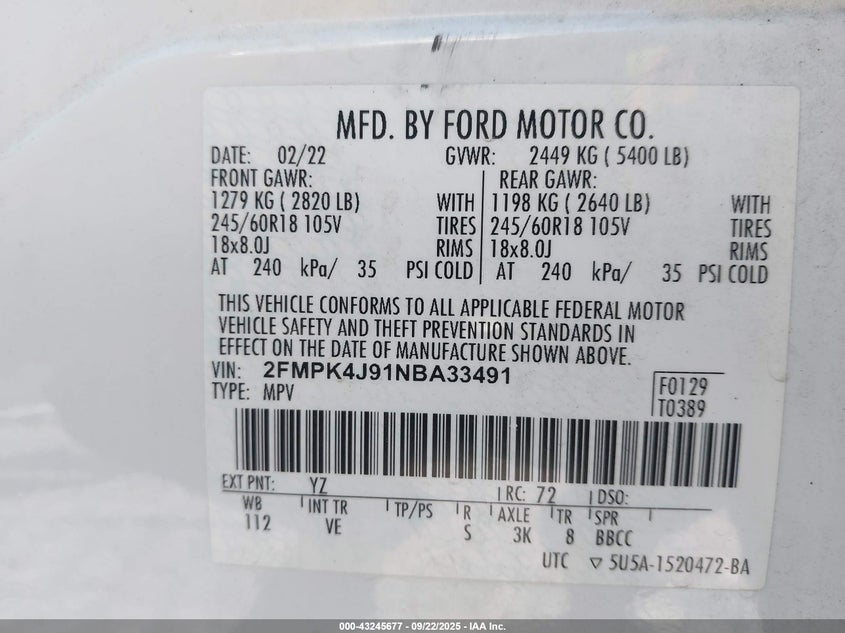 MFD. BY FORD MOTOR CO.
DATE: 02/22 GVWR: 2449 KG ( 5400 LB)
FRONT GAWR: REAR GAWR:
1279 KG ( 2820 LB) WITH 1198 KG ( 2640 LB) WITH
245/60R18 105V TIRES 245/60R18 105V TIRES
18x8.0J RIMS 18x8.0J RIMS
AT 240 kPa/ 35 PSI COLD AT 240 kPa/ 35 PSI COLD
THIS VEHICLE CONFORMS TO ALL APPLICABLE FEDERAL MOTOR
VEHICLE SAFETY AND THEFT PREVENTION STANDARDS IN
EFFECT ON THE DATE OF MANUFACTURE SHOWN ABOVE.
VIN: 2FMPK4J91NBA33491
TYPE: MPV
F0129
T0389
EXT PNT: YZ RC: 72 DSO:
WB INT TR TP/PS R AXLE TR SPR
112 VE S 3K 8 BBCC
UTC ▽ 5U5A-1520472-BA
000-43245677 - 09/22/2025 - IAA Inc.